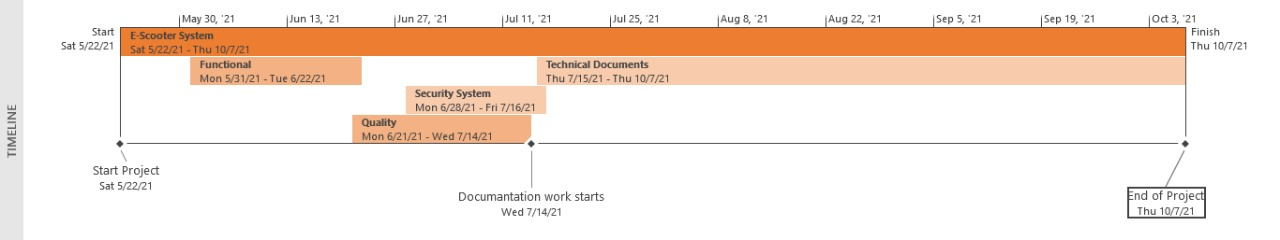 May 30, '21
Jun 13, '21
Jun 27, '21
Jul 11, '21
Jul 25, '21
Aug 8, '21
Aug 22, '21
Sep 5, '21
Sep 19, '21
Oct 3, '21
Start
Sat 5/22/21
E-Scooter System
Sat 5/22/21 - Thu 10/7/21
Finish
Thu 10/7/21
Functional
Mon 5/31/21 - Tue 6/22/21
Technical Documents
Thu 7/15/21 - Thu 10/7/21
Security System
Mon 6/28/21 - Fri 7/16/21
Quality
Mon 6/21/21 - Wed 7/14/21
TIMELINE
Start Project
Sat 5/22/21
Documantation work starts
Wed 7/14/21
End of Project
Thu 10/7/21